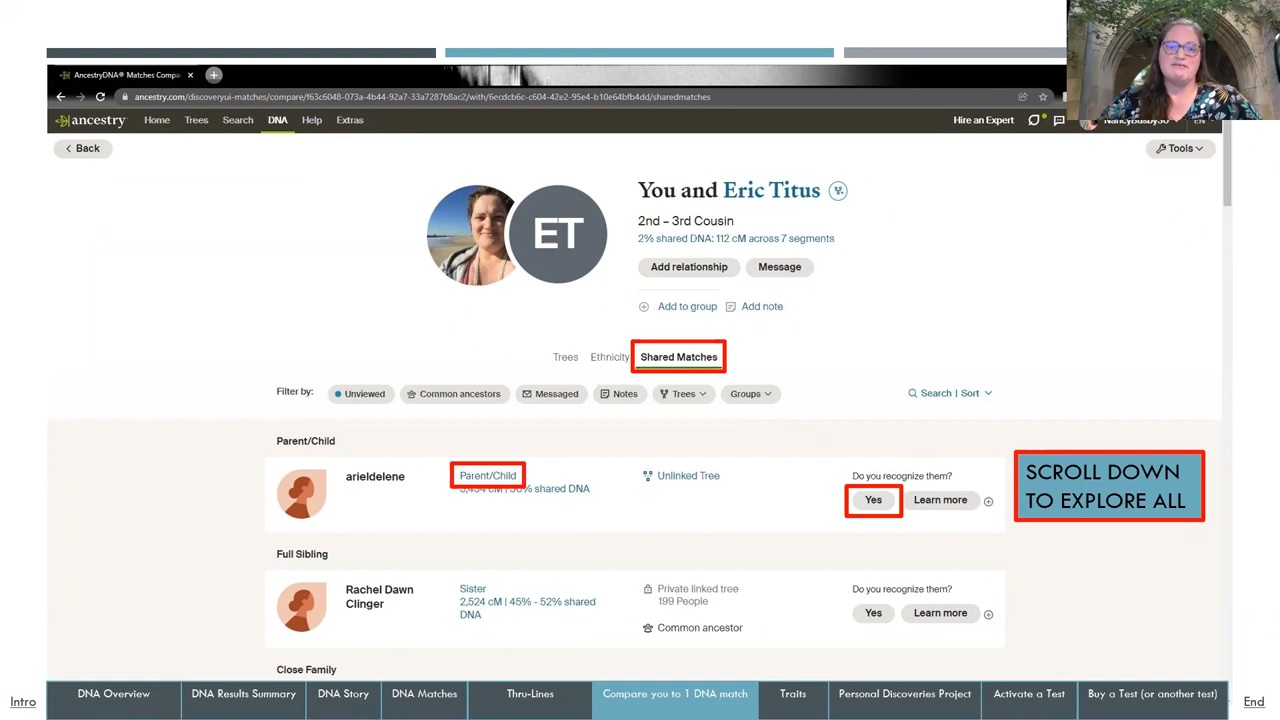 AncestryDNA® Matches Compa
ancestry.com/discoveryui-matches/compare/f63c6048-073a-4b44-92a7-33a7287b8ac2/with/6ecdcb6c-c604-42e2-95e4-b10e64bfb4dd/sharedmatches
ancestry Home Trees Search DNA Help Extras Hire an Expert EN
Back
Tools
You and Eric Titus
ET
2nd – 3rd Cousin
2% shared DNA: 112 cM across 7 segments
Add relationship Message
Add to group Add note
Trees Ethnicity Shared Matches
Filter by: Unviewed Common ancestors Messaged Notes Trees Groups Search | Sort
Parent/Child
arieldelene Parent/Child Unlinked Tree Do you recognize them?
shared DNA
Yes Learn more
SCROLL DOWN
TO EXPLORE ALL
Full Sibling
Rachel Dawn Clinger
Sister
2,524 cM | 45% - 52% shared
DNA
Private linked tree
199 People
Common ancestor
Do you recognize them?
Yes Learn more
Close Family
Intro DNA Overview DNA Results Summary DNA Story DNA Matches Thru-Lines Compare you to 1 DNA match Traits Personal Discoveries Project Activate a Test Buy a Test (or another test) End